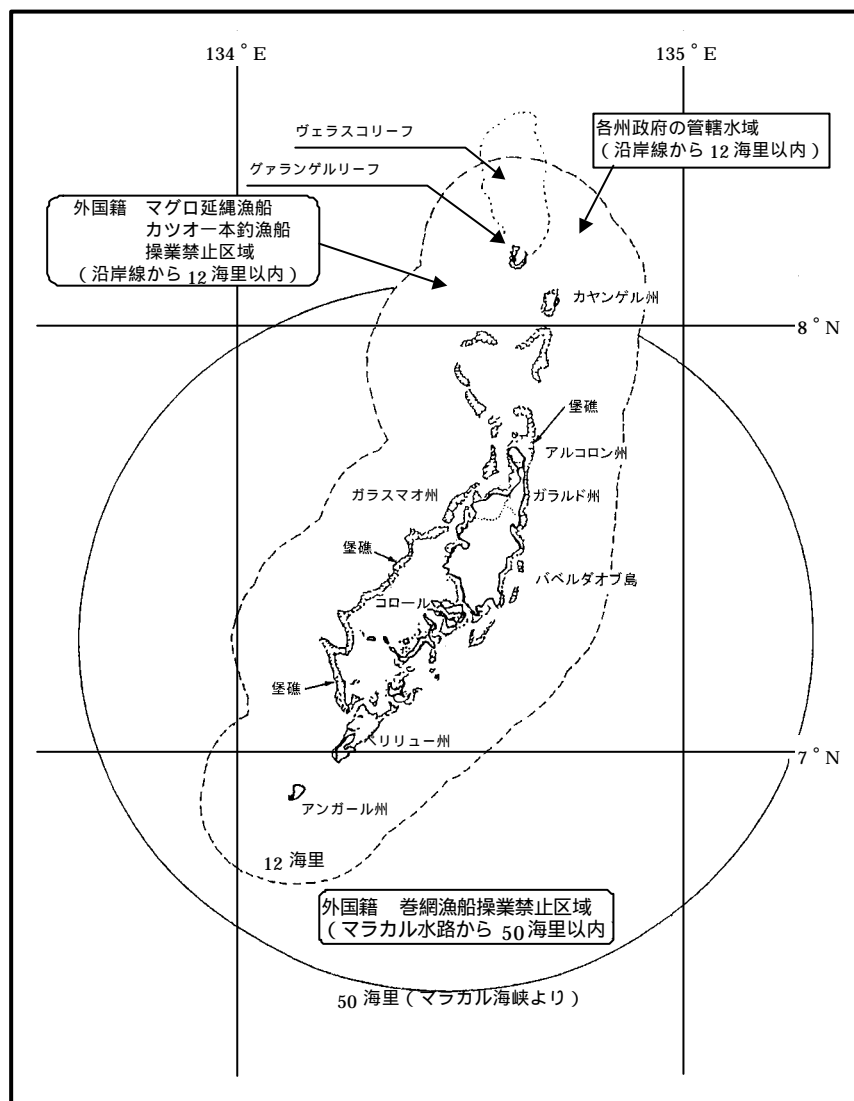 134°E
135°E
ヴェラスコリーフ
グァランゲルリーフ
各州政府の管轄水域
（沿岸線から 12 海里以内）
外国籍　マグロ延縄漁船
カツオ一本釣漁船
操業禁止区域
（沿岸線から 12 海里以内）
カヤンゲル州
8°N
堡礁
アルコロン州
ガラスマオ州
ガラルド州
堡礁
バベルダオブ島
コロール
堡礁
ペリリュー州
7°N
アンガール州
12 海里
外国籍　巻網漁船操業禁止区域
（マラカル水路から 50 海里以内
50 海里（マラカル海峡より）